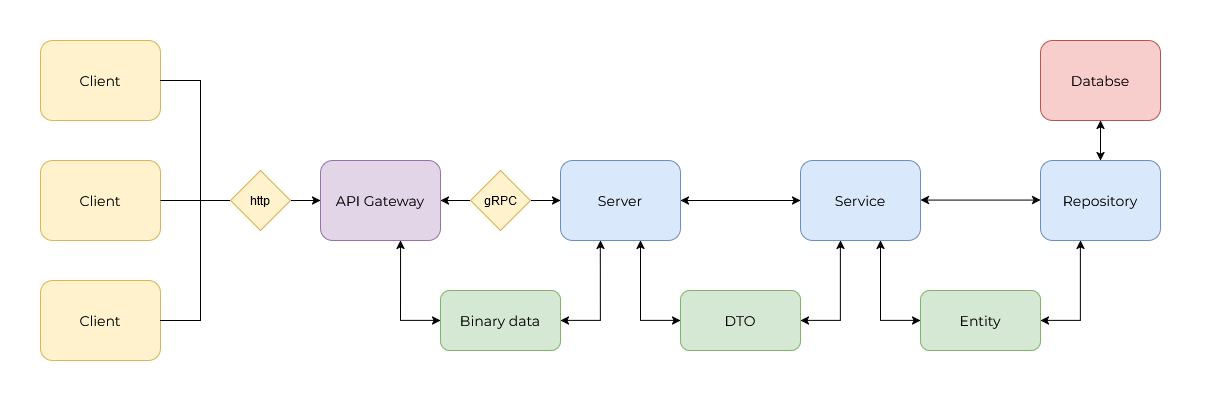 Client
Databse
Client
http
API Gateway
gRPC
Server
Service
Repository
Client
Binary data
DTO
Entity